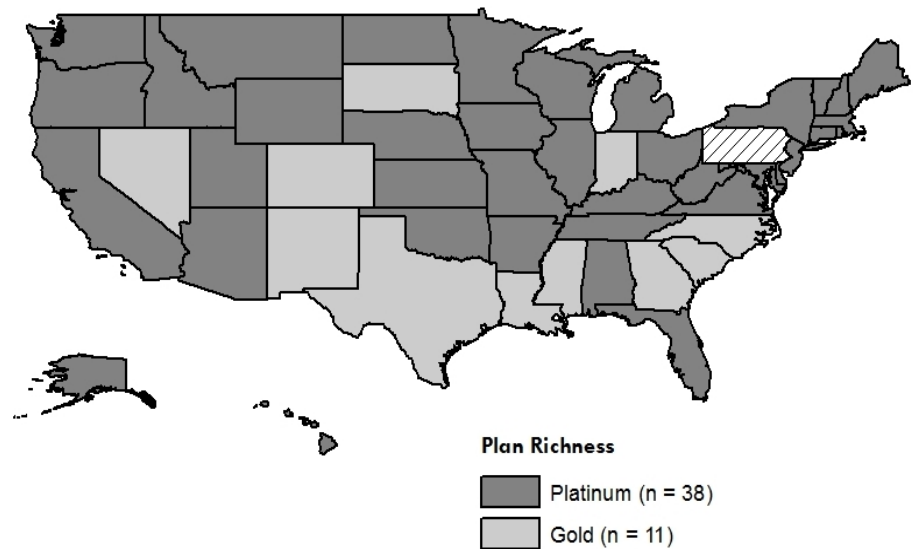 Plan Richness
Platinum (n = 38)
Gold (n = 11)